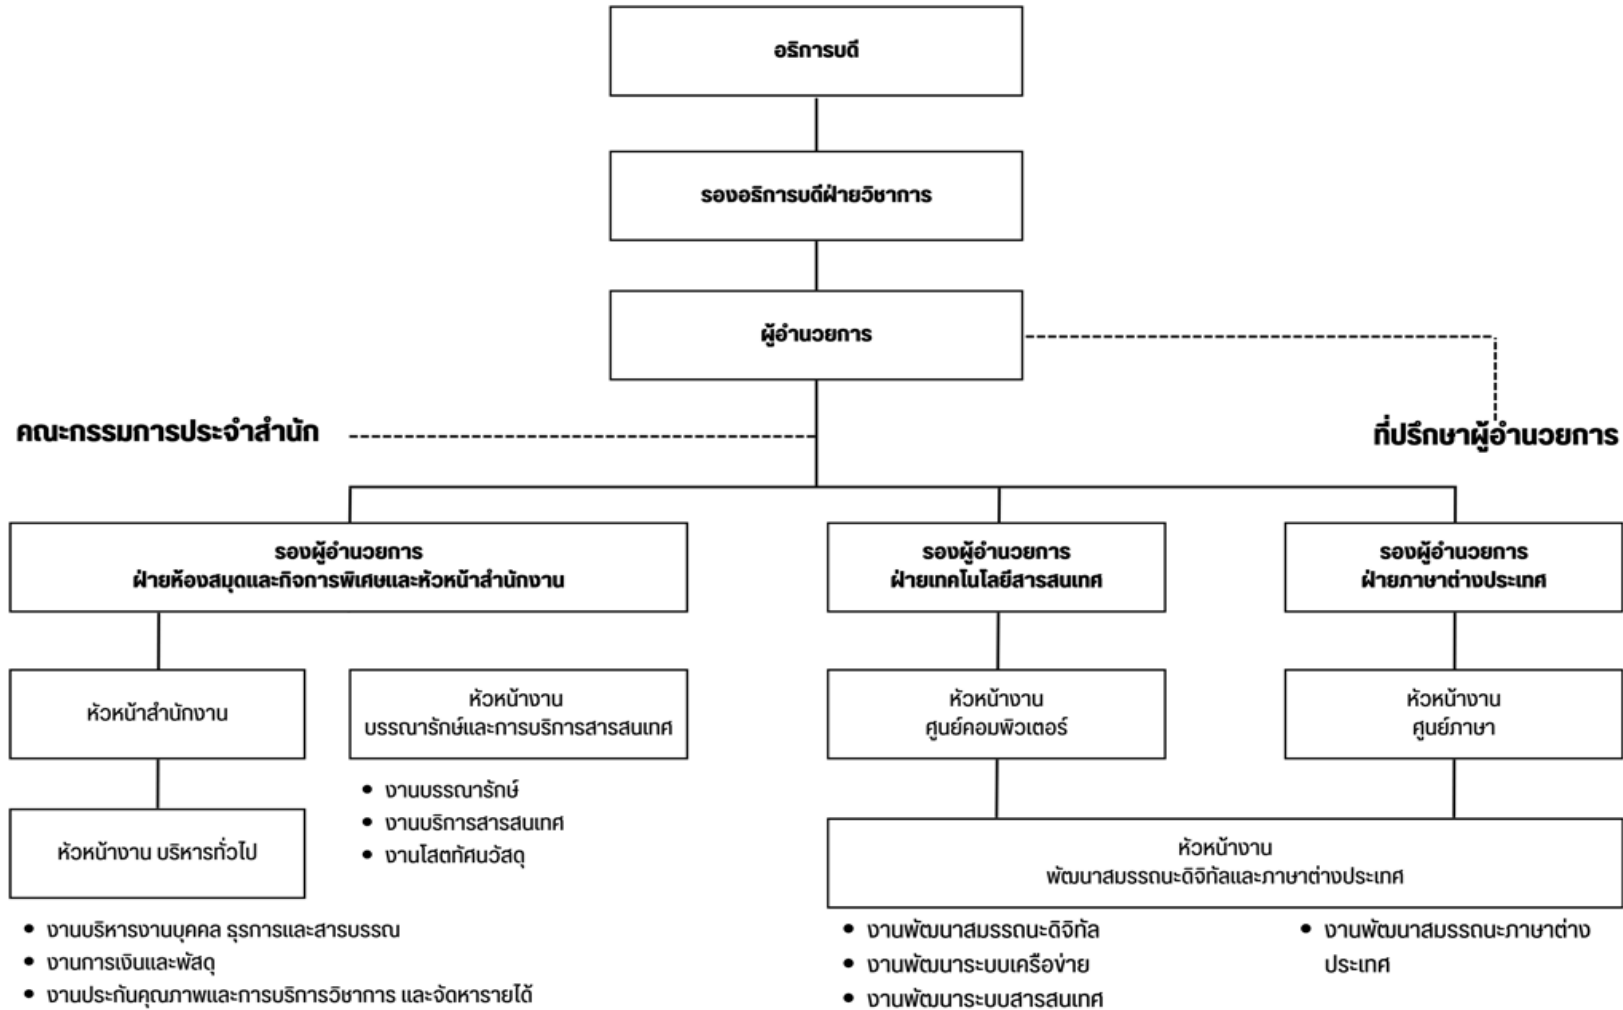 อธิการบดี
รองอธิการบดีฝ่ายวิชาการ
ผู้อำนวยการ
คณะกรรมการประจำสำนัก
ที่ปรึกษาผู้อำนวยการ
รองผู้อำนวยการ
ฝ่ายห้องสมุดและกิจการพิเศษและหัวหน้าสำนักงาน
รองผู้อำนวยการ
ฝ่ายเทคโนโลยีสารสนเทศ
รองผู้อำนวยการ
ฝ่ายภาษาต่างประเทศ
หัวหน้าสำนักงาน
หัวหน้างาน
บรรณารักษ์และการบริการสารสนเทศ
หัวหน้างาน
ศูนย์คอมพิวเตอร์
หัวหน้างาน
ศูนย์ภาษา
• งานบรรณารักษ์
• งานบริการสารสนเทศ
• งานโสตทัศนวัสดุ
หัวหน้างาน บริหารทั่วไป
หัวหน้างาน
พัฒนาสมรรถนะดิจิทัลและภาษาต่างประเทศ
• งานบริหารงานบุคคล ธุรการและสารบรรณ
• งานการเงินและพัสดุ
• งานประกันคุณภาพและการบริการวิชาการ และจัดหารายได้
• งานพัฒนาสมรรถนะดิจิทัล
• งานพัฒนาระบบเครือข่าย
• งานพัฒนาระบบสารสนเทศ
• งานพัฒนาสมรรถนะภาษาต่าง
ประเทศ